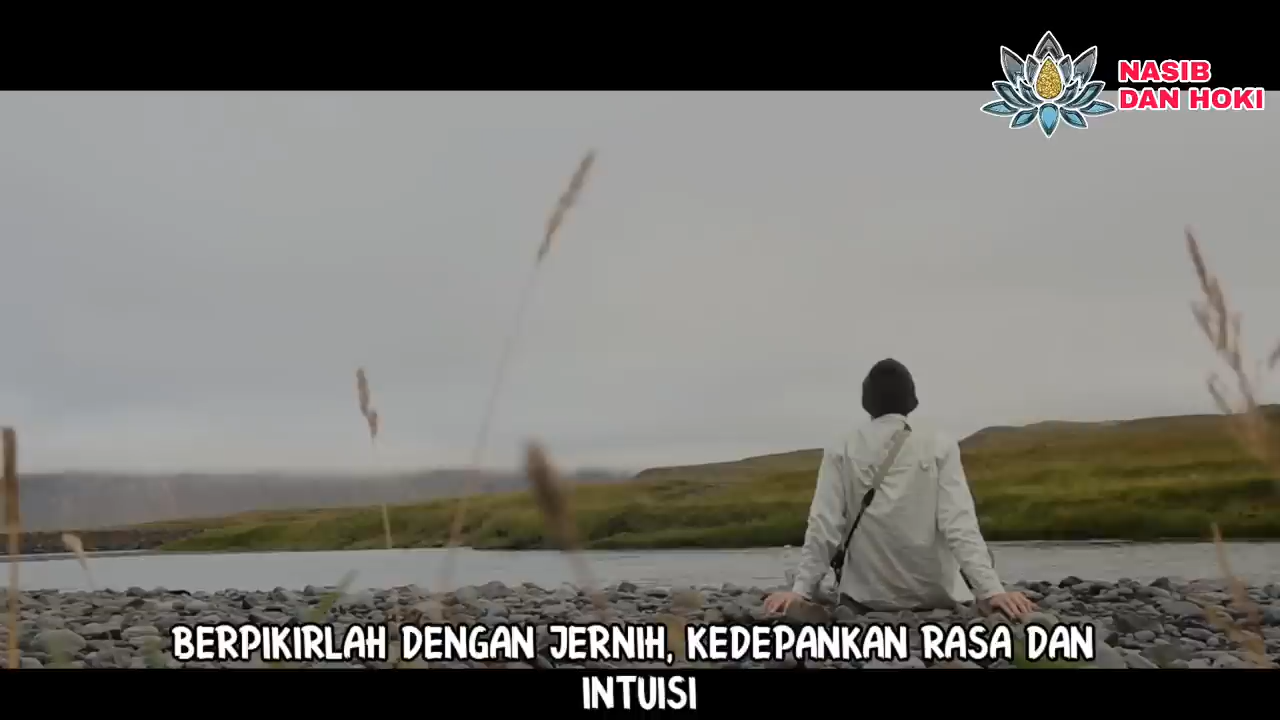 NASIB
DAN HOKI
BERPIKIRLAH DENGAN JERNIH, KEDEPANKAN RASA DAN
INTUISI